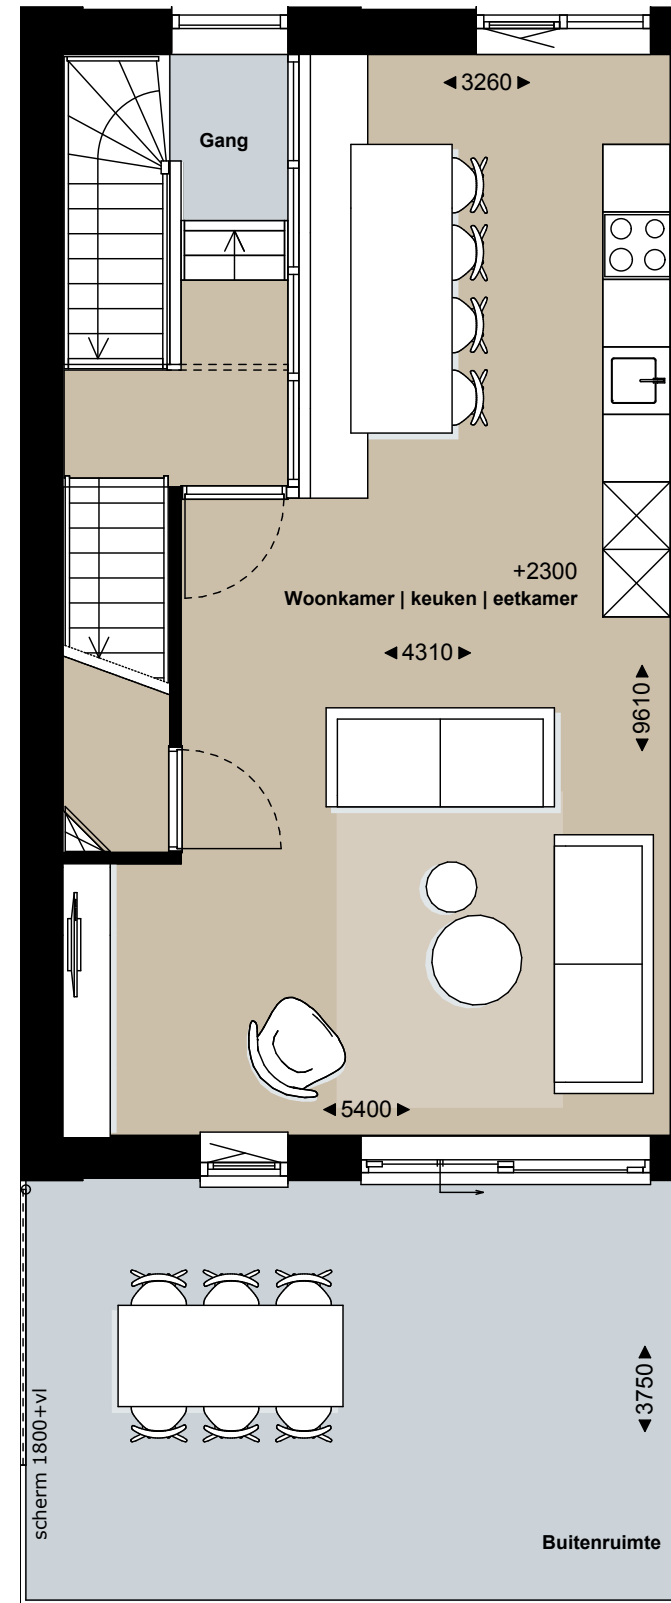 3260
Gang
+2300
Woonkamer | keuken | eetkamer
4310
9610
5400
3750
scherm 1800+vl
Buitenruimte